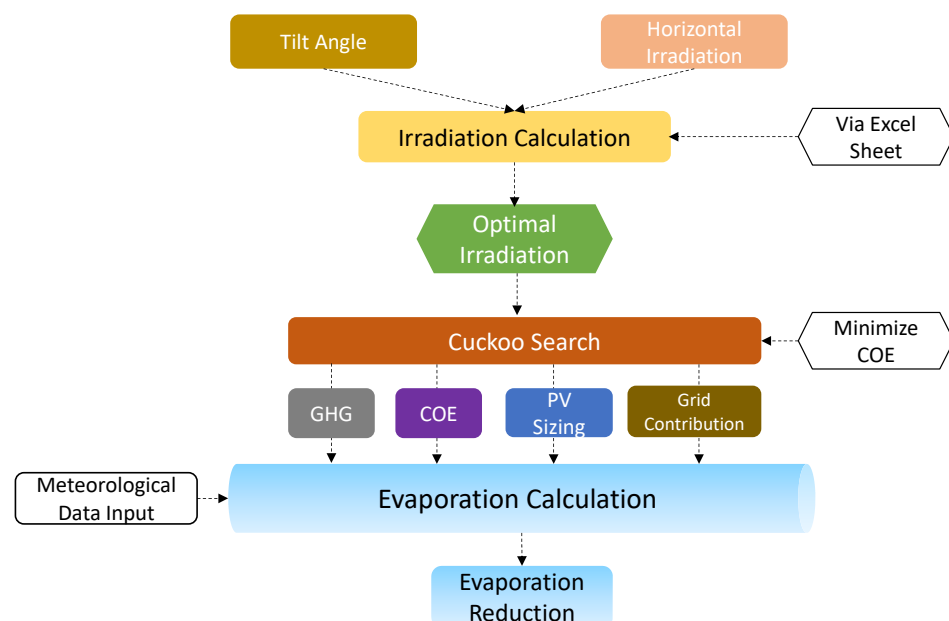 Tilt Angle
Horizontal
Irradiation
Irradiation Calculation
Via Excel
Sheet
Optimal
Irradiation
Cuckoo Search
Minimize
COE
GHG
COE
PV
Sizing
Grid
Contribution
Meteorological
Data Input
Evaporation Calculation
Evaporation
Reduction